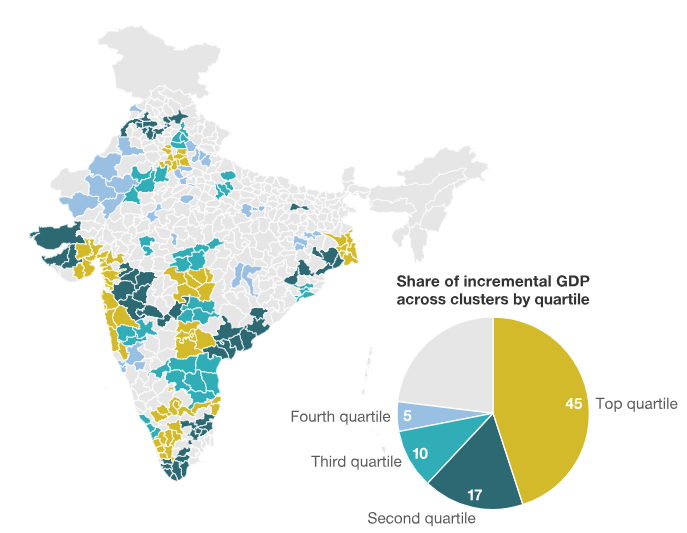 Share of incremental GDP
across clusters by quartile
45
Top quartile
Fourth quartile
5
Third quartile
10
17
Second quartile